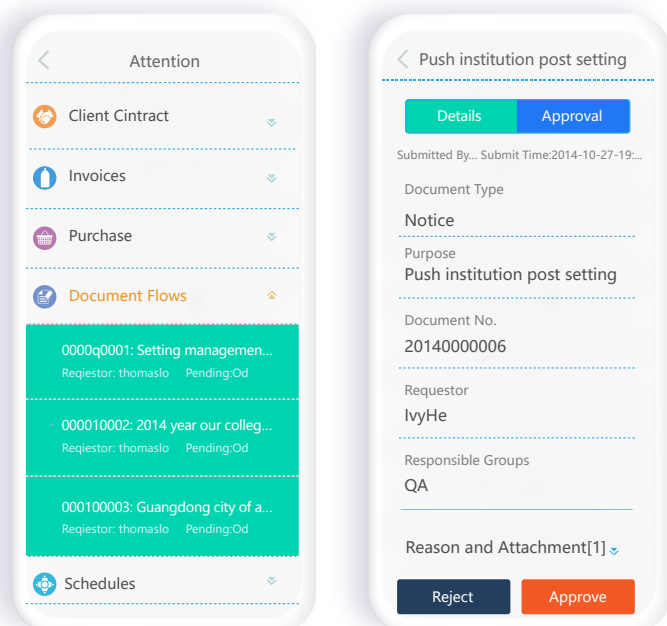 Attention
Client Cintract
Invoices
Purchase
Document Flows
0000q0001: Setting managemen...
Reqiestor: thomaslo Pending:Od
000010002: 2014 year our colleg...
Reqiestor: thomaslo Pending:Od
000100003: Guangdong city of a...
Reqiestor: thomaslo Pending:Od
Schedules
Push institution post setting
Details Approval
Submitted By... Submit Time:2014-10-27-19:...
Document Type
Notice
Purpose
Push institution post setting
Document No.
20140000006
Requestor
IvyHe
Responsible Groups
QA
Reason and Attachment[1]
Reject Approve